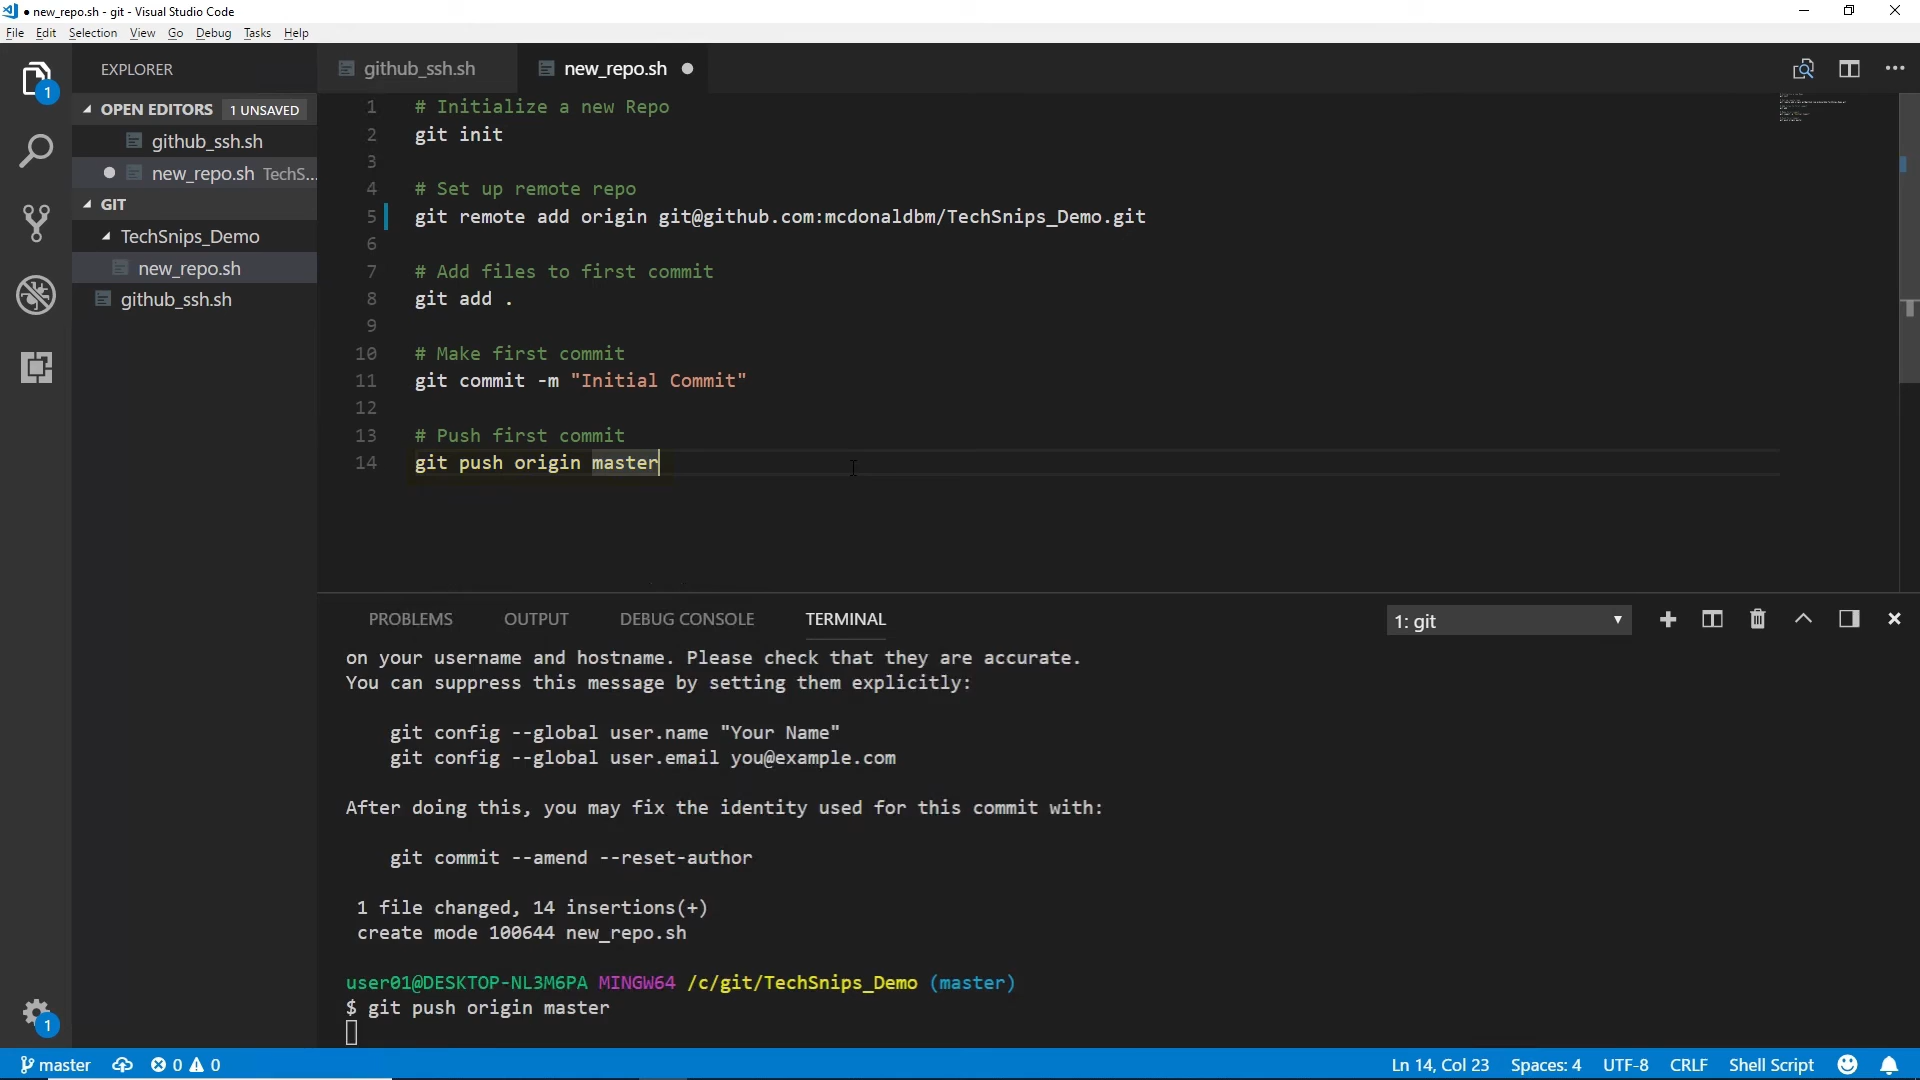 ● new_repo.sh - git - Visual Studio Code
File Edit Selection View Go Debug Tasks Help
EXPLORER
OPEN EDITORS 1 UNSAVED
github_ssh.sh
new_repo.sh TechS...
GIT
TechSnips_Demo
new_repo.sh
github_ssh.sh
1
1
github_ssh.sh new_repo.sh
1 # Initialize a new Repo
2 git init
3
4 # Set up remote repo
5 git remote add origin git@github.com:mcdonaldbm/TechSnips_Demo.git
6
7 # Add files to first commit
8 git add .
9
10 # Make first commit
11 git commit -m "Initial Commit"
12
13 # Push first commit
14 git push origin master
PROBLEMS OUTPUT DEBUG CONSOLE TERMINAL 1: git
on your username and hostname. Please check that they are accurate.
You can suppress this message by setting them explicitly:
git config --global user.name "Your Name"
git config --global user.email you@example.com
After doing this, you may fix the identity used for this commit with:
git commit --amend --reset-author
1 file changed, 14 insertions(+)
create mode 100644 new_repo.sh
user01@DESKTOP-NL3M6PA MINGW64 /c/git/TechSnips_Demo (master)
$ git push origin master
master 0 0 Ln 14, Col 23 Spaces: 4 UTF-8 CRLF Shell Script